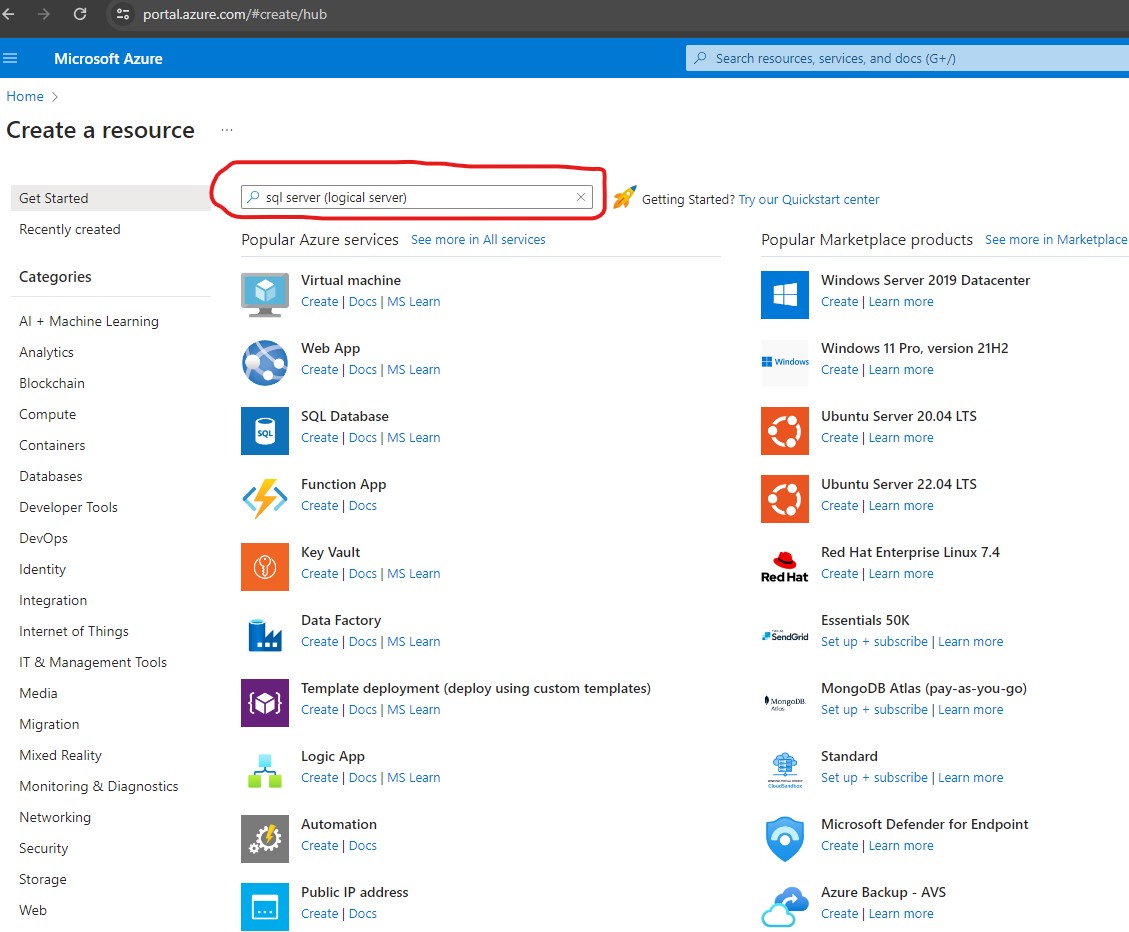 portal.azure.com/#create/hub
Microsoft Azure
Search resources, services, and docs (G+/)
Home
Create a resource
...
Get Started
Recently created
Categories
AI + Machine Learning
Analytics
Blockchain
Compute
Containers
Databases
Developer Tools
DevOps
Identity
Integration
Internet of Things
IT & Management Tools
Media
Migration
Mixed Reality
Monitoring & Diagnostics
Networking
Security
Storage
Web
sql server (logical server)
Getting Started? Try our Quickstart center
Popular Azure services See more in All services
Virtual machine
Create | Docs | MS Learn
Web App
Create | Docs | MS Learn
SQL
SQL Database
Create | Docs | MS Learn
Function App
Create | Docs
Key Vault
Create | Docs | MS Learn
Data Factory
Create | Docs | MS Learn
Template deployment (deploy using custom templates)
Create | Docs | MS Learn
Logic App
Create | Docs | MS Learn
Automation
Create | Docs
Public IP address
Create | Docs
Popular Marketplace products See more in Marketplace
Windows Server 2019 Datacenter
Create | Learn more
Windows
Windows 11 Pro, version 21H2
Create | Learn more
Ubuntu Server 20.04 LTS
Create | Learn more
Ubuntu Server 22.04 LTS
Create | Learn more
Red Hat
Red Hat Enterprise Linux 7.4
Create | Learn more
SendGrid
Essentials 50K
Set up + subscribe | Learn more
MongoDB.
Atlas
MongoDB Atlas (pay-as-you-go)
Set up + subscribe | Learn more
CloudSandbox
Standard
Set up + subscribe | Learn more
Microsoft Defender for Endpoint
Create | Learn more
Azure Backup - AVS
Create | Learn more